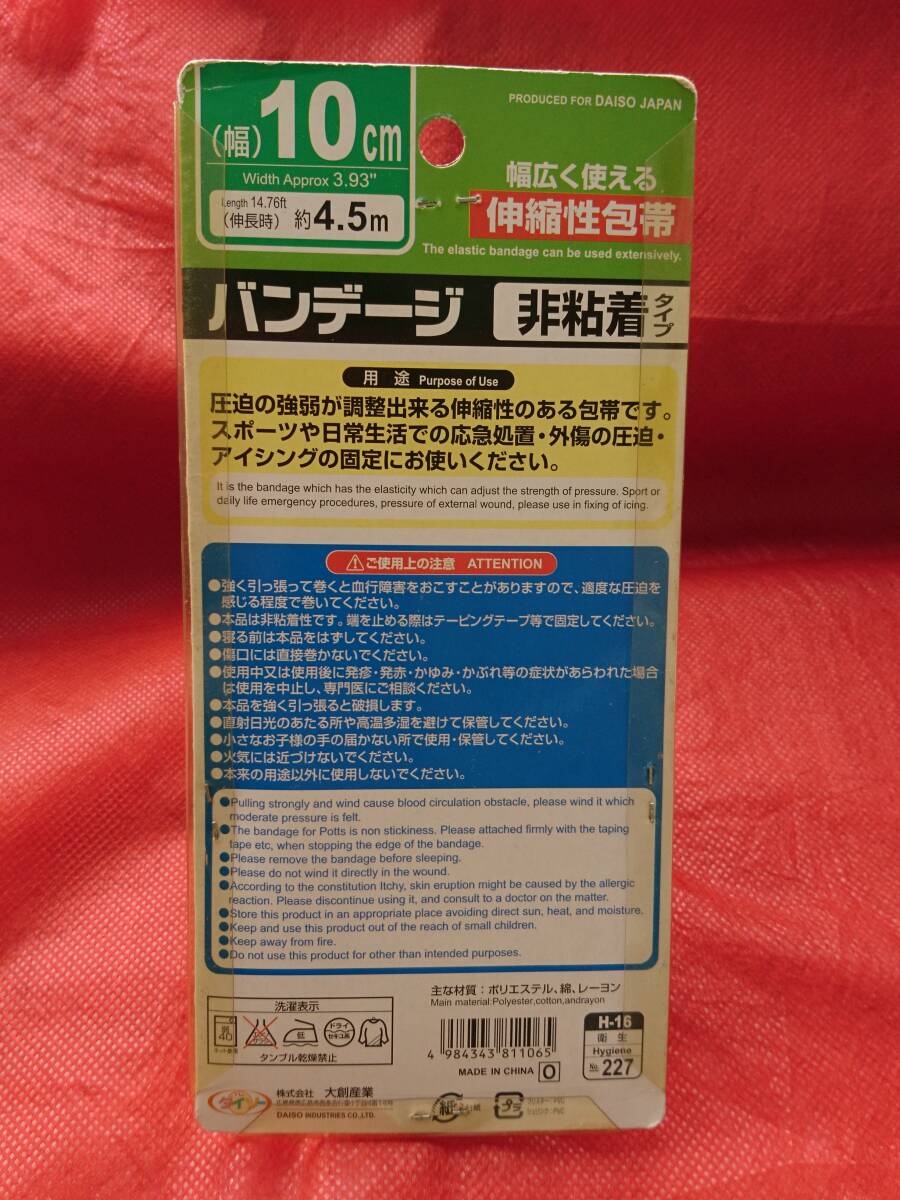 (幅) 10cm
Width Approx 3.93"
Length 14.76ft
(伸長時) 約4.5m
PRODUCED FOR DAISO JAPAN
幅広く使える
伸縮性包帯
The elastic bandage can be used extensively.
バンデージ 非粘着タイプ
用途 Purpose of Use
圧迫の強弱が調整出来る伸縮性のある包帯です。
スポーツや日常生活での応急処置・外傷の圧迫・
アイシングの固定にお使いください。
It is the bandage which has the elasticity which can adjust the strength of pressure. Sport or
daily life emergency procedures, pressure of external wound, please use in fixing of icing.
ご使用上の注意 ATTENTION
●強く引っ張って巻くと血行障害をおこすことがありますので、適度な圧迫を
感じる程度で巻いてください。
●本品は非粘着性です。端を止める際はテーピングテープ等で固定してください。
●寝る前は本品をはずしてください。
●傷口には直接巻かないでください。
●使用中又は使用後に発疹・発赤・かゆみ・かぶれ等の症状があらわれた場合
は使用を中止し、専門医にご相談ください。
●本品を強く引っ張ると破損します。
●直射日光のあたる所や高温多湿を避けて保管してください。
●小さなお子様の手の届かない所で使用・保管してください。
●火気には近づけないでください。
●本来の用途以外に使用しないでください。
●Pulling strongly and wind cause blood circulation obstacle, please wind it which
moderate pressure is felt.
●The bandage for Potts is non stickiness. Please attached firmly with the taping
tape etc, when stopping the edge of the bandage.
●Please remove the bandage before sleeping.
●Please do not wind it directly in the wound.
●According to the constitution Itchy, skin eruption might be caused by the allergic
reaction. Please discontinue using it, and consult to a doctor on the matter.
●Store this product in an appropriate place avoiding direct sun, heat, and moisture.
●Keep and use this product out of the reach of small children.
●Keep away from fire.
●Do not use this product for other than intended purposes.
洗濯表示
40
低
ドライ
セキユ系
タンブル乾燥禁止
主な材質:ポリエステル、綿、レーヨン
Main material:Polyester,cotton,andrayon
4 984343 811065
MADE IN CHINA O
H-16
衛生
Hygiene
No. 227
ダイソー
株式会社 大創産業
DAISO INDUSTRIES CO.,LTD.
紙
プラ